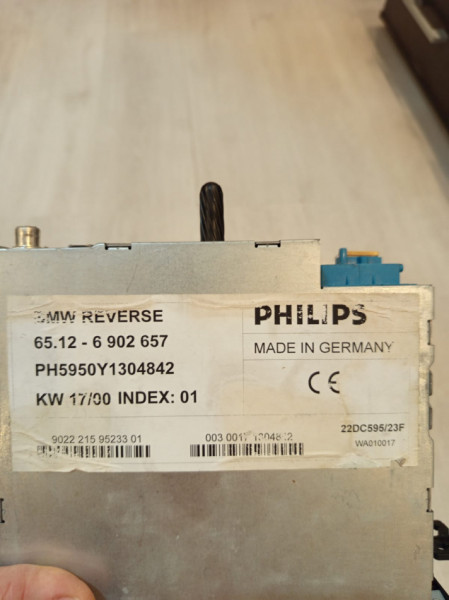 BMW REVERSE
65.12 - 6 902 657
PH5950Y1304842
KW 17/00 INDEX: 01
PHILIPS
MADE IN GERMANY
CE
9022 215 95233 01
003 001
22DC595/23F
WA010017